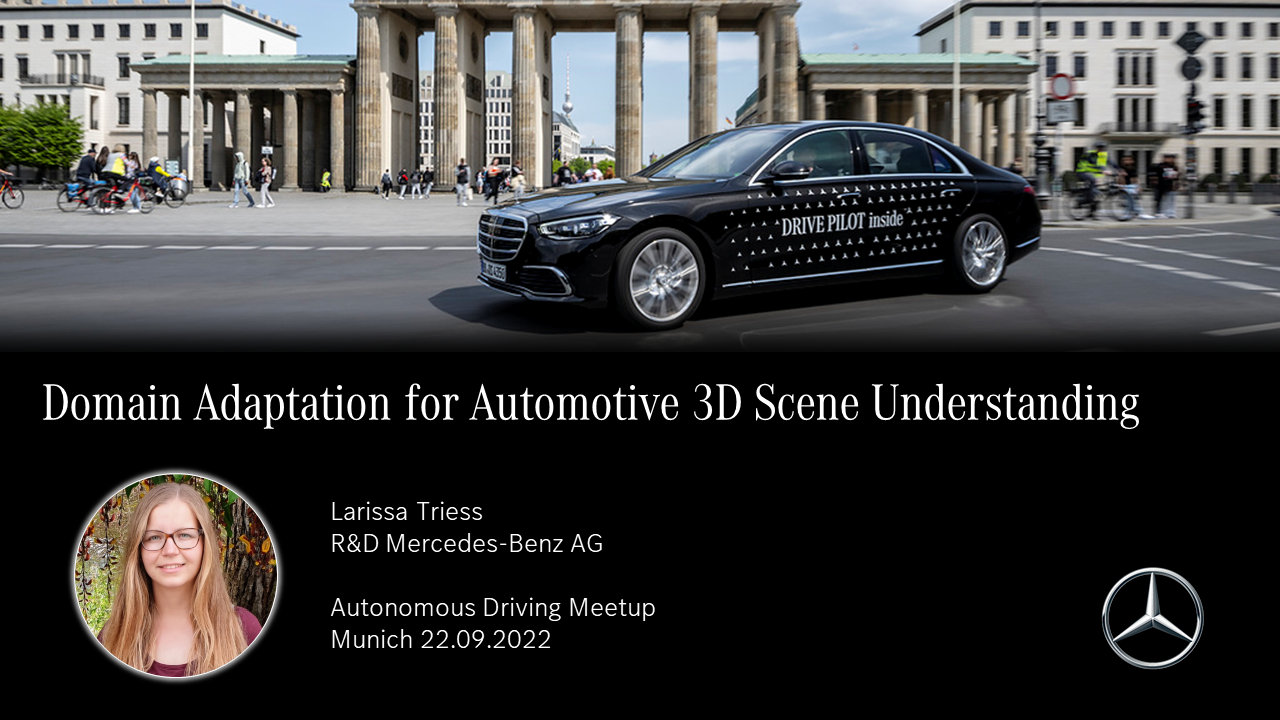 DRIVE PILOT inside
Domain Adaptation for Automotive 3D Scene Understanding
Larissa Triess
R&D Mercedes-Benz AG
Autonomous Driving Meetup
Munich 22.09.2022